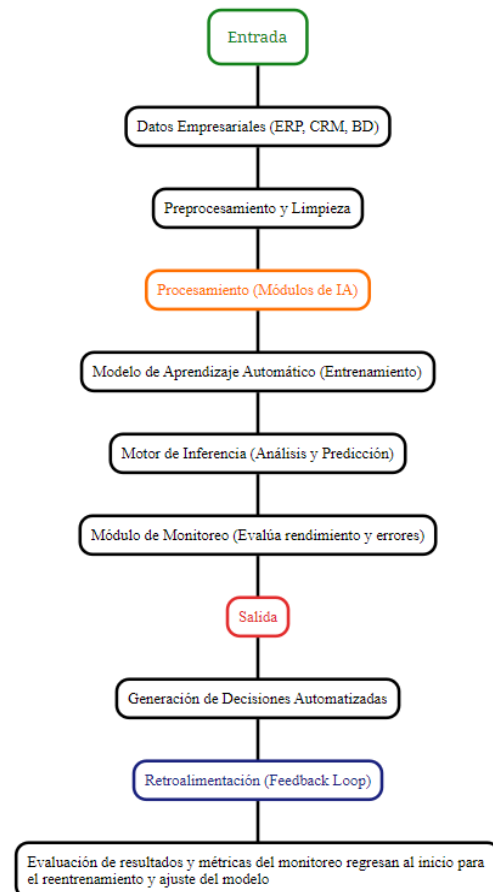 Entrada
Datos Empresariales (ERP, CRM, BD)
Preprocesamiento y Limpieza
Procesamiento (Módulos de IA)
Modelo de Aprendizaje Automático (Entrenamiento)
Motor de Inferencia (Análisis y Predicción)
Módulo de Monitoreo (Evalúa rendimiento y errores)
Salida
Generación de Decisiones Automatizadas
Retroalimentación (Feedback Loop)
Evaluación de resultados y métricas del monitoreo regresan al inicio para
el reentrenamiento y ajuste del modelo